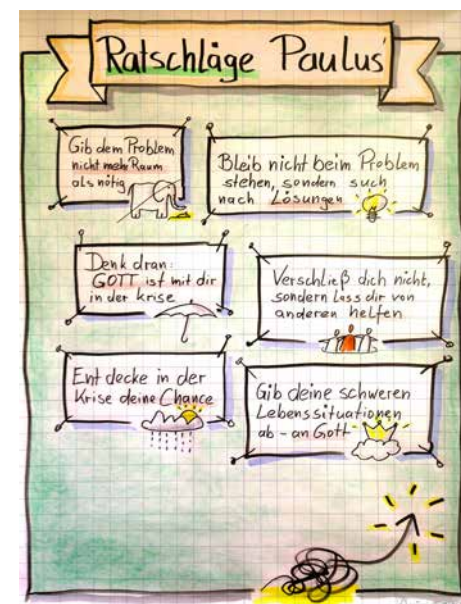 Ratschläge Paulus'
Gib dem Problem
nicht mehr Raum
als nötig
Bleib nicht beim Problem
stehen, sondern such
nach Lösungen
Denk dran:
GOTT ist mit dir
in der Krise
Verschließ dich nicht,
sondern lass dir von
anderen helfen
Entdecke in der
Krise deine Chance
Gib deine schweren
Lebenssituationen
ab - an Gott